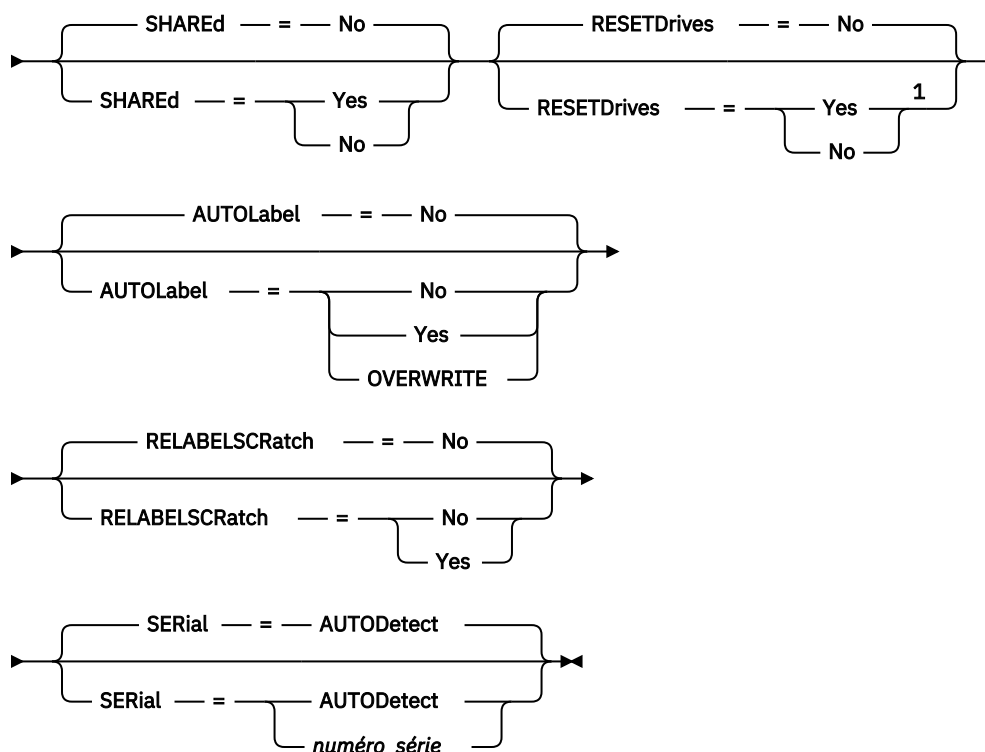 SHAREd = No
RESETDrives = No
SHAREd = Yes
No
RESETDrives = Yes 1
No
AUTOLabel = No
AUTOLabel = No
Yes
OVERWRITE
RELABELSCRatch = No
RELABELSCRatch = No
Yes
SERial = AUTODetect
SERial = AUTODetect
numéro_série